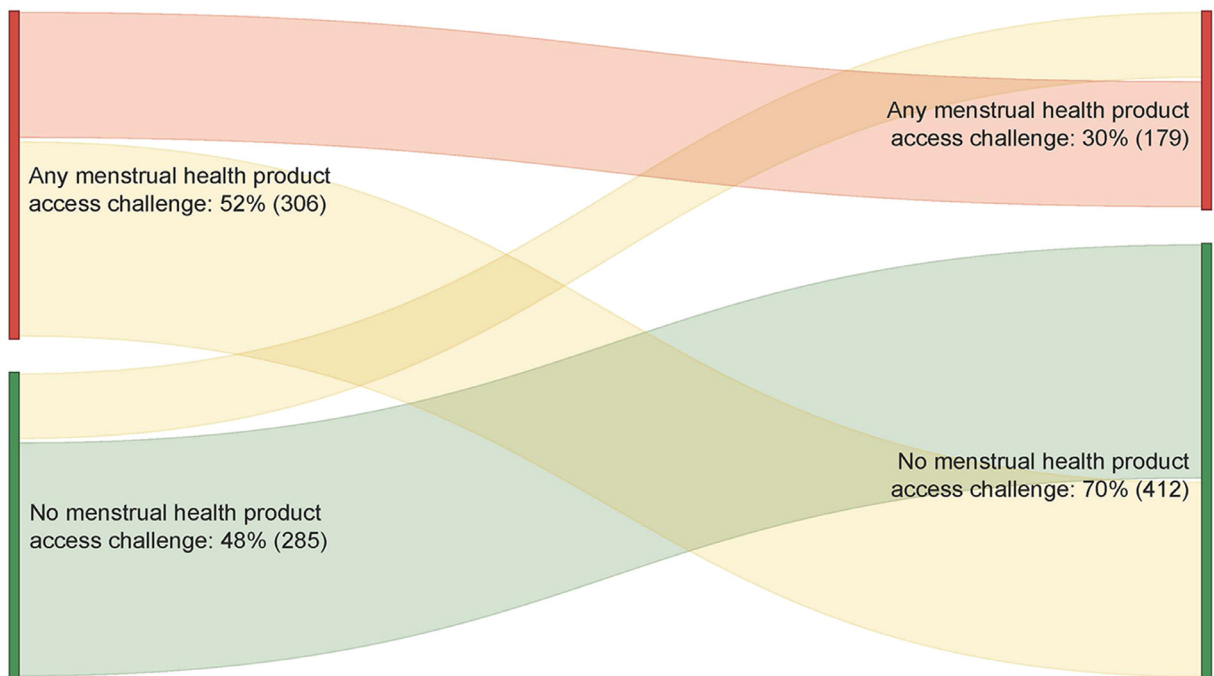 Any menstrual health product
access challenge: 52% (306)
No menstrual health product
access challenge: 48% (285)
Any menstrual health product
access challenge: 30% (179)
No menstrual health product
access challenge: 70% (412)